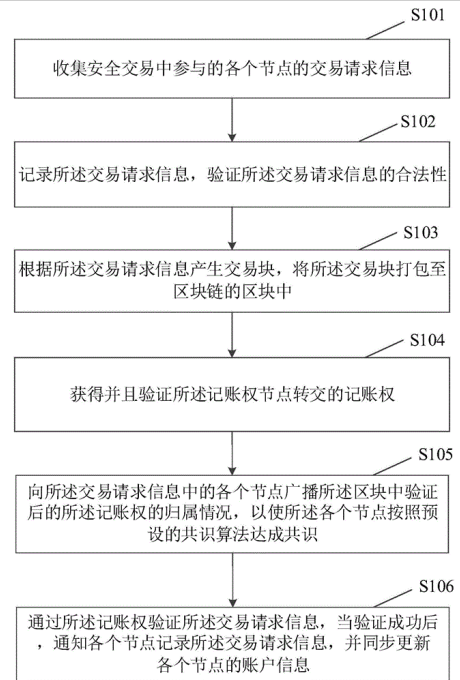 S101
收集安全交易中参与的各个节点的交易请求信息
S102
记录所述交易请求信息，验证所述交易请求信息的合法性
S103
根据所述交易请求信息产生交易块，将所述交易块打包至
区块链的区块中
S104
获得并且验证所述记账权节点转交的记账权
S105
向所述交易请求信息中的各个节点广播所述区块中验证
后的所述记账权的归属情况，以使所述各个节点按照预
设的共识算法达成共识
S106
通过所述记账权验证所述交易请求信息，当验证成功后
，通知各个节点记录所述交易请求信息，并同步更新
各个节点的账户信息